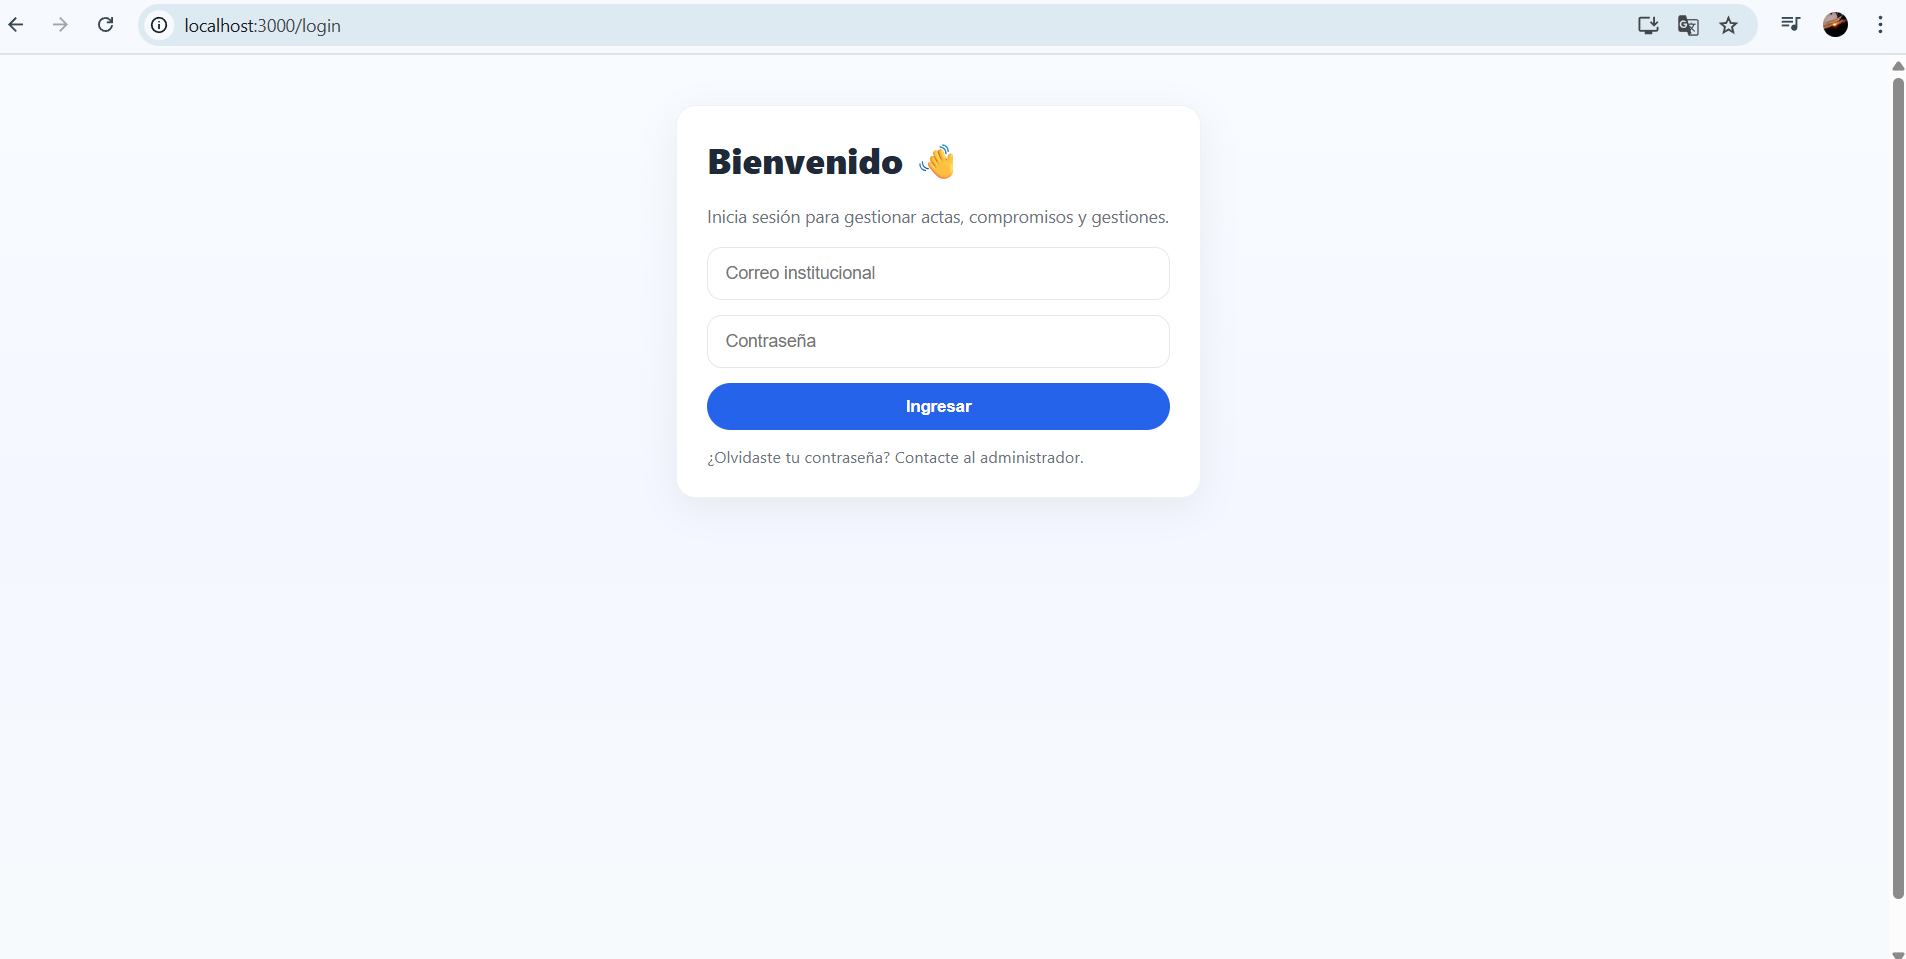 localhost:3000/login
Bienvenido 👋
Inicia sesión para gestionar actas, compromisos y gestiones.
Correo institucional
Contraseña
Ingresar
¿Olvidaste tu contraseña? Contacte al administrador.